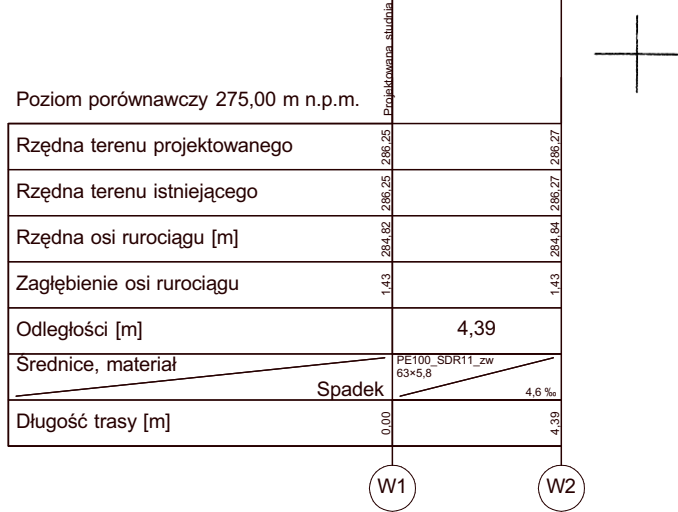 Projektowana studnia
Poziom porównawczy 275,00 m n.p.m.
Rzędna terenu projektowanego 286,25 286,27
Rzędna terenu istniejącego 286,25 286,27
Rzędna osi rurociągu [m] 284,82 284,84
Zagłębienie osi rurociągu 1,43 1,43
Odległości [m] 4,39
Średnice, materiał PE100_SDR11_zw
63×5,8
Spadek 4,6 ‰
Długość trasy [m] 0,00 4,39
W1 W2